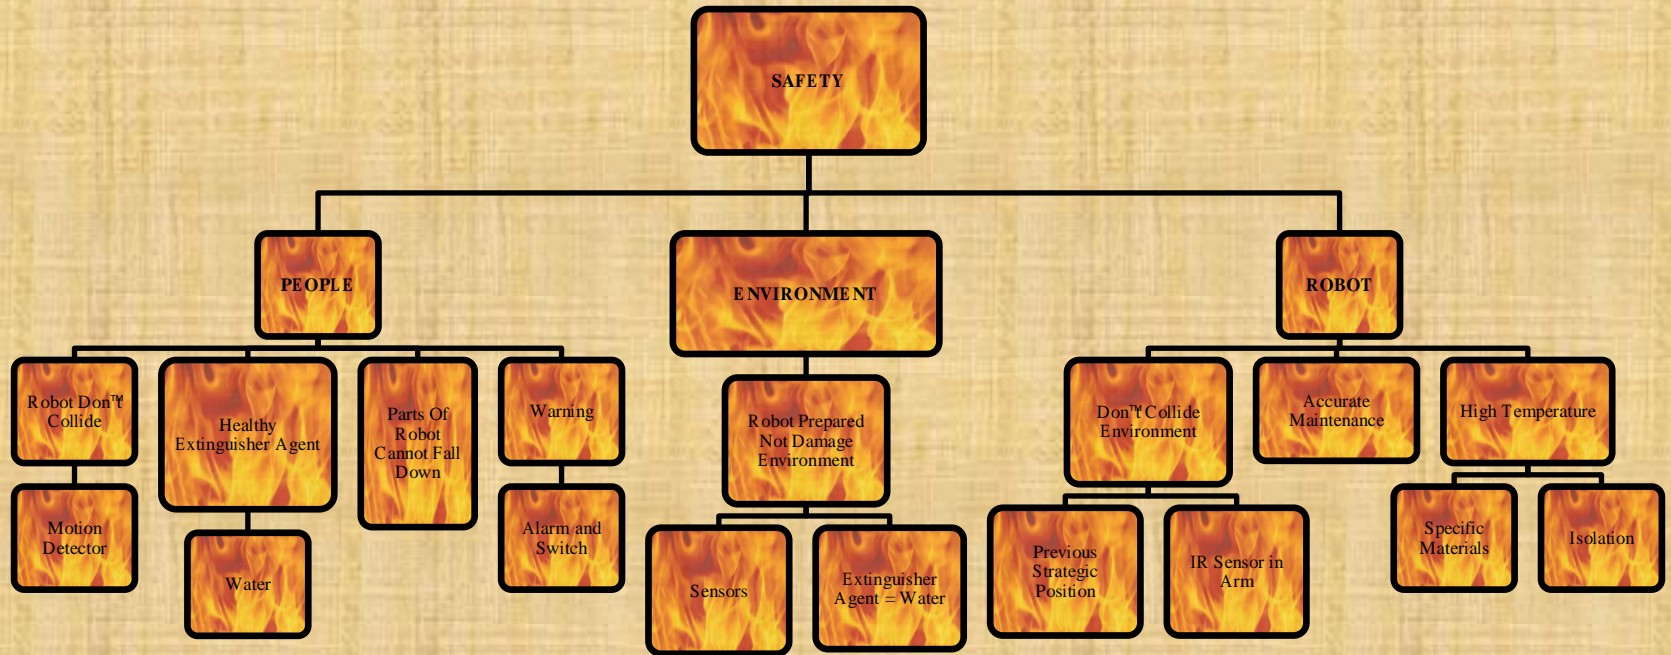 SAFETY
PEOPLE
ENVIRONMENT
ROBOT
Robot Don™t
Collide
Healthy
Extinguisher Agent
Parts Of
Robot
Cannot Fall
Down
Warning
Robot Prepared
Not Damage
Environment
Don™t Collide
Environment
Accurate
Maintenance
High Temperature
Motion
Detector
Water
Alarm and
Switch
Sensors
Extinguisher
Agent = Water
Previous
Strategic
Position
IR Sensor in
Arm
Specific
Materials
Isolation